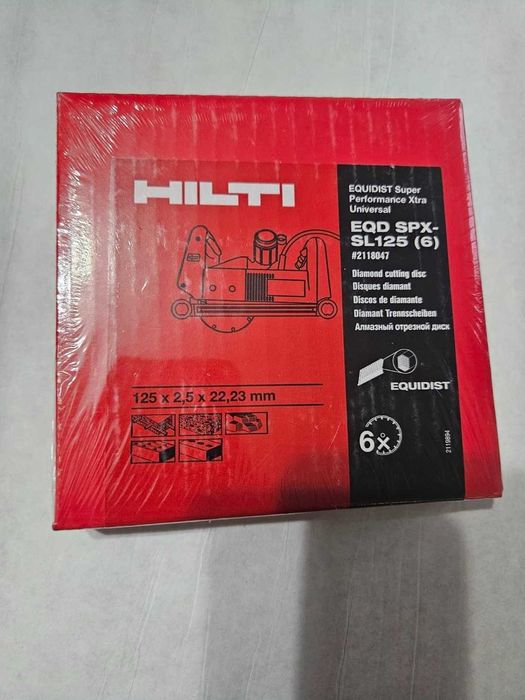 HILTI
EQUIDIST Super
Performance Xtra
Universal
EQD SPX-
SL125 (6)
#2118047
Diamond cutting disc
Disques diamant
Discos de diamante
Diamant Trennscheiben
Алмазный отрезной диск
EQUIDIST
125 x 2,5 x 22,23 mm
6x
2119894